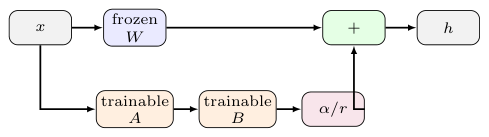 x
frozen
W
+
h
trainable
A
trainable
B
α/r